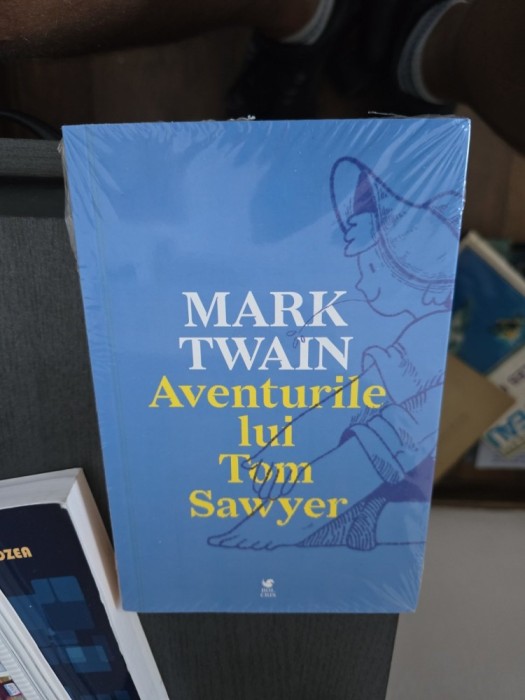 MARK
TWAIN
Aventurile
lui
Tom
Sawyer